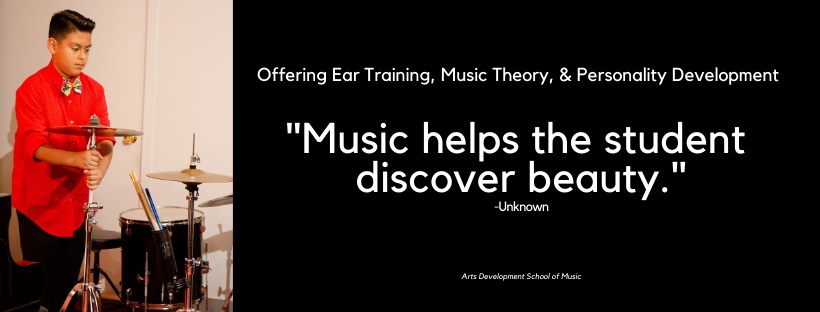 Offering Ear Training, Music Theory, & Personality Development
"Music helps the student
discover beauty."
-Unknown
Arts Development School of Music